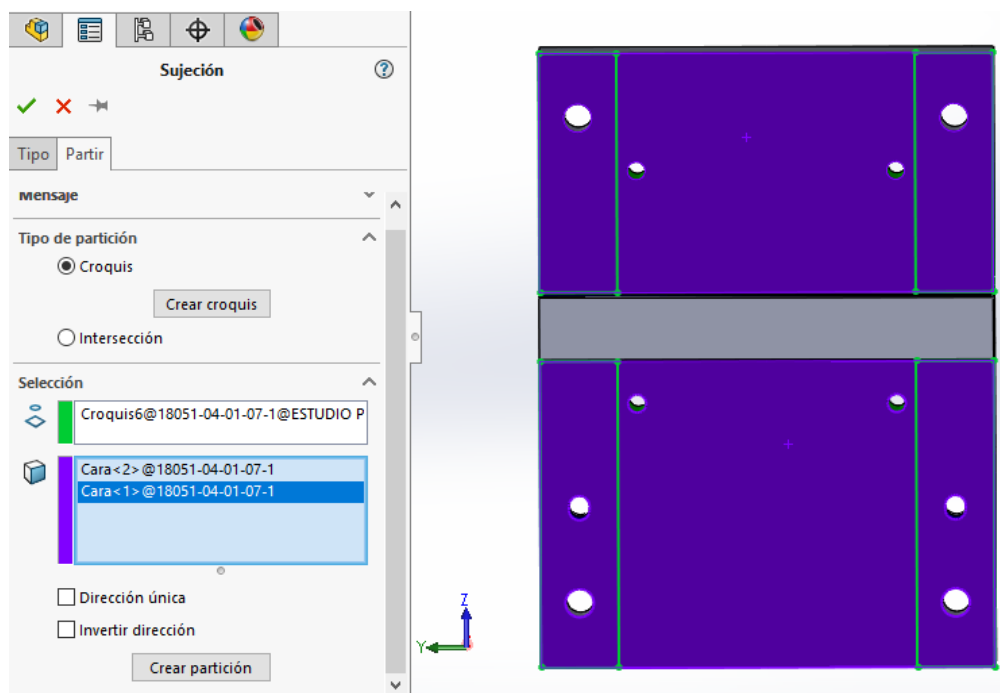 Sujeción
Tipo
Partir
Mensaje
Tipo de partición
Croquis
Crear croquis
Intersección
Selección
Croquis6@18051-04-01-07-1@ESTUDIO P
Cara<2>@18051-04-01-07-1
Cara<1>@18051-04-01-07-1
Dirección única
Invertir dirección
Crear partición
Z
Y